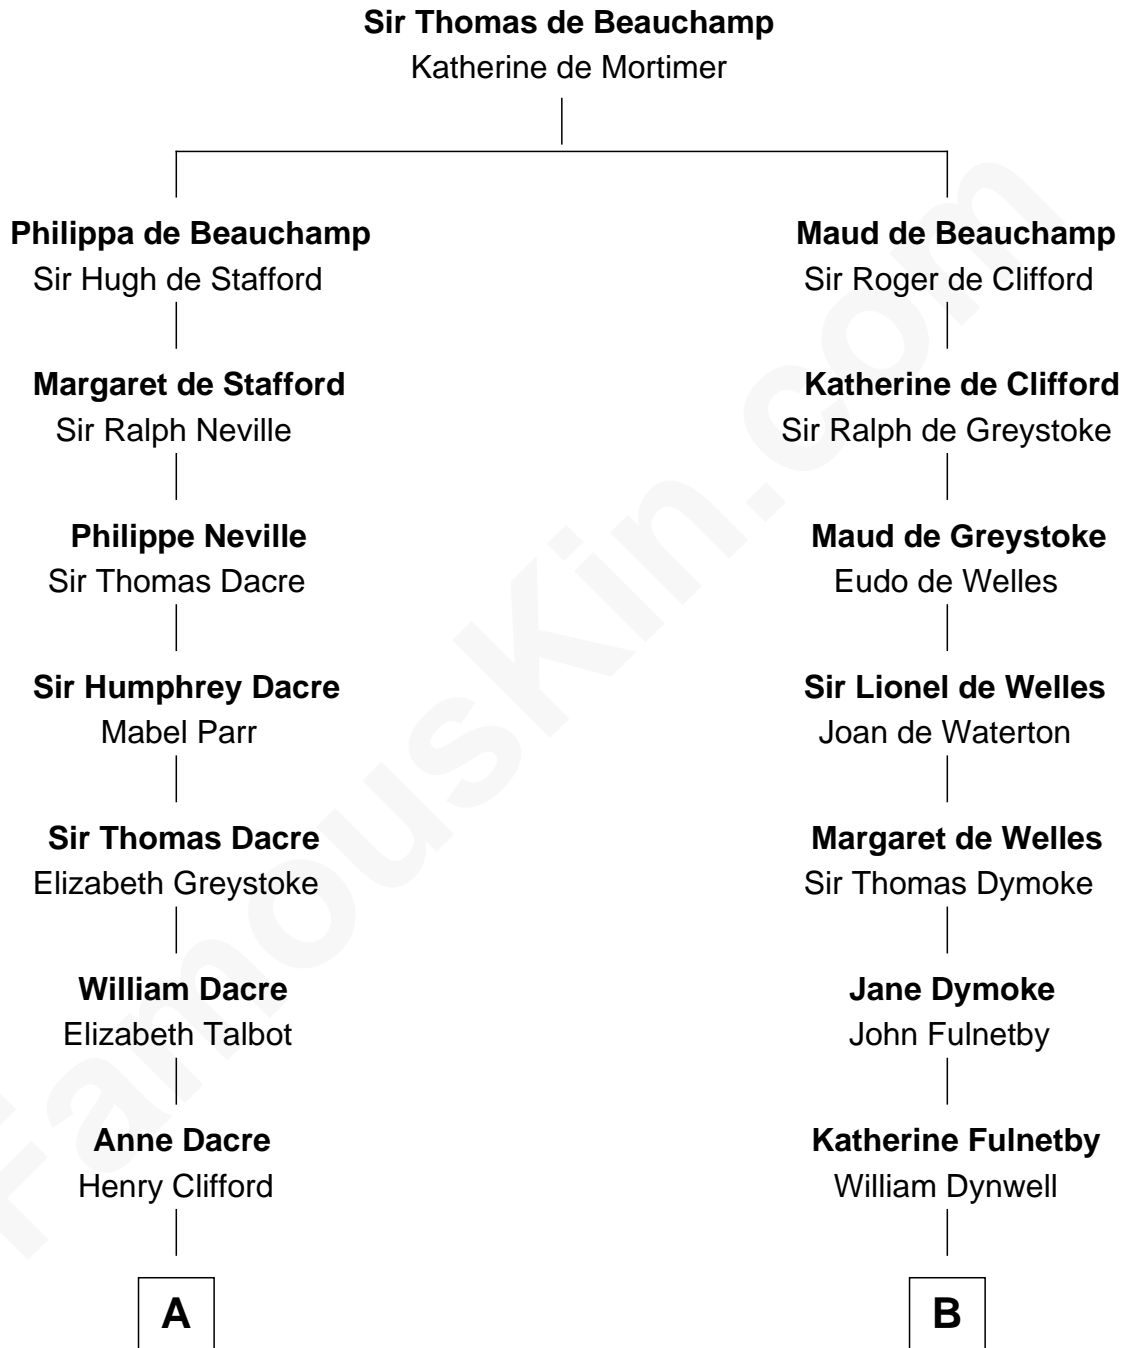 Sir Thomas de Beauchamp
Katherine de Mortimer
Philippa de Beauchamp
Sir Hugh de Stafford
Maud de Beauchamp
Sir Roger de Clifford
Margaret de Stafford
Sir Ralph Neville
Katherine de Clifford
Sir Ralph de Greystoke
Philippe Neville
Sir Thomas Dacre
Maud de Greystoke
Eudo de Welles
Sir Humphrey Dacre
Mabel Parr
Sir Lionel de Welles
Joan de Waterton
Sir Thomas Dacre
Elizabeth Greystoke
Margaret de Welles
Sir Thomas Dymoke
William Dacre
Elizabeth Talbot
Jane Dymoke
John Fulnetby
Anne Dacre
Henry Clifford
Katherine Fulnetby
William Dynwell
A
B
FamousKin.com